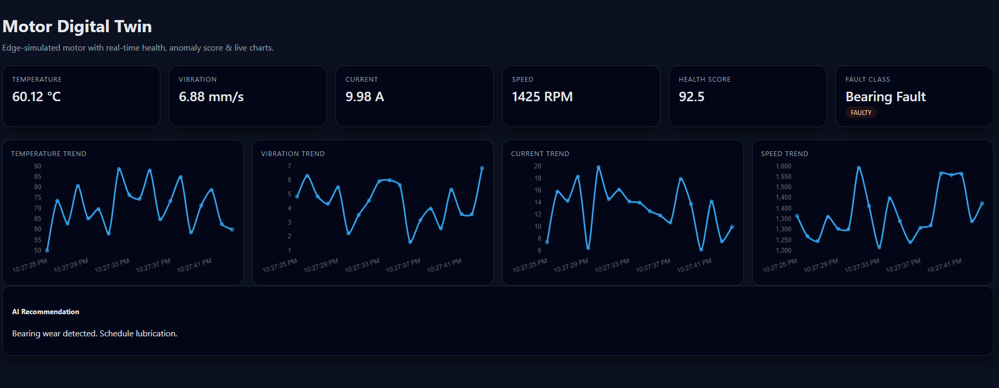 Motor Digital Twin
Edge-simulated motor with real-time health, anomaly score & live charts.
TEMPERATURE
60.12 °C
VIBRATION
6.88 mm/s
CURRENT
9.98 A
SPEED
1425 RPM
HEALTH SCORE
92.5
FAULT CLASS
Bearing Fault
FAULTY
TEMPERATURE TREND
90
85
80
75
70
65
60
55
50
10:27:25 PM
10:27:29 PM
10:27:33 PM
10:27:37 PM
10:27:41 PM
VIBRATION TREND
7
6
5
4
3
2
1
10:27:25 PM
10:27:29 PM
10:27:33 PM
10:27:37 PM
10:27:41 PM
CURRENT TREND
20
18
16
14
12
10
8
6
10:27:25 PM
10:27:29 PM
10:27:33 PM
10:27:37 PM
10:27:41 PM
SPEED TREND
1,600
1,550
1,500
1,450
1,400
1,350
1,300
1,250
1,200
10:27:25 PM
10:27:29 PM
10:27:33 PM
10:27:37 PM
10:27:41 PM
AI Recommendation
Bearing wear detected. Schedule lubrication.